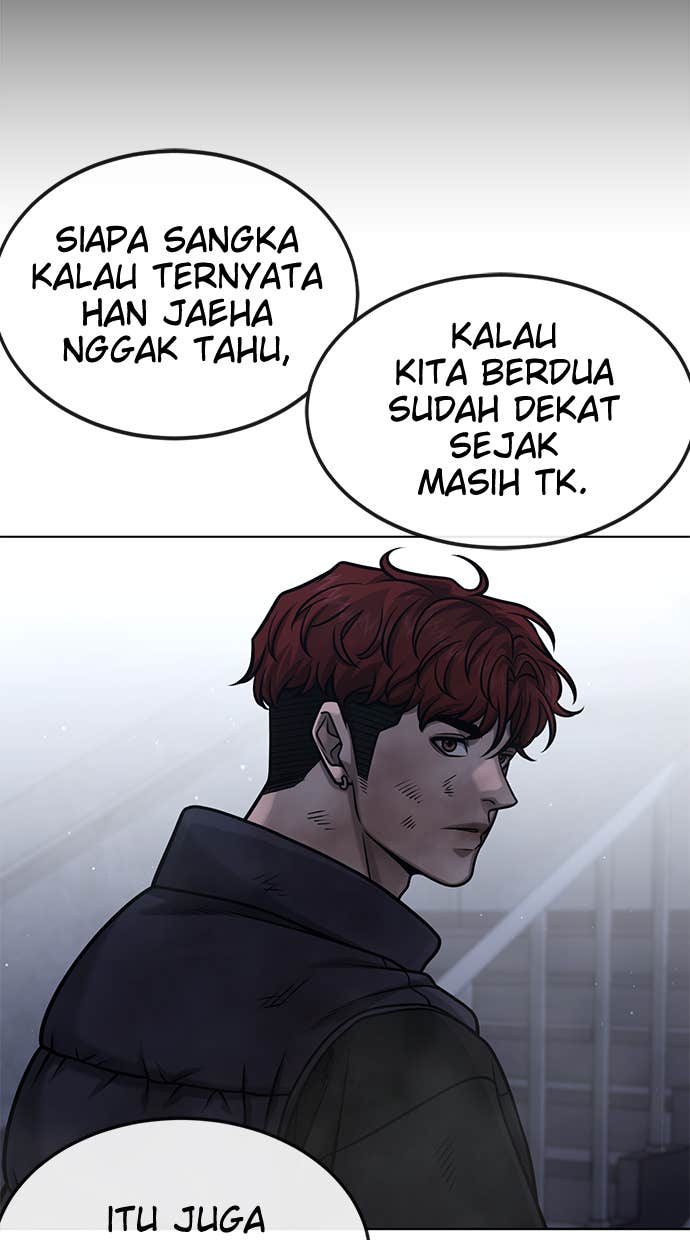 SIAPA SANGKA
KALAU TERNYATA
HAN JAEHA
NGGAK TAHU,
KALAU
KITA BERDUA
SUDAH DEKAT
SEJAK
MASIH TK.
ITU JUGA